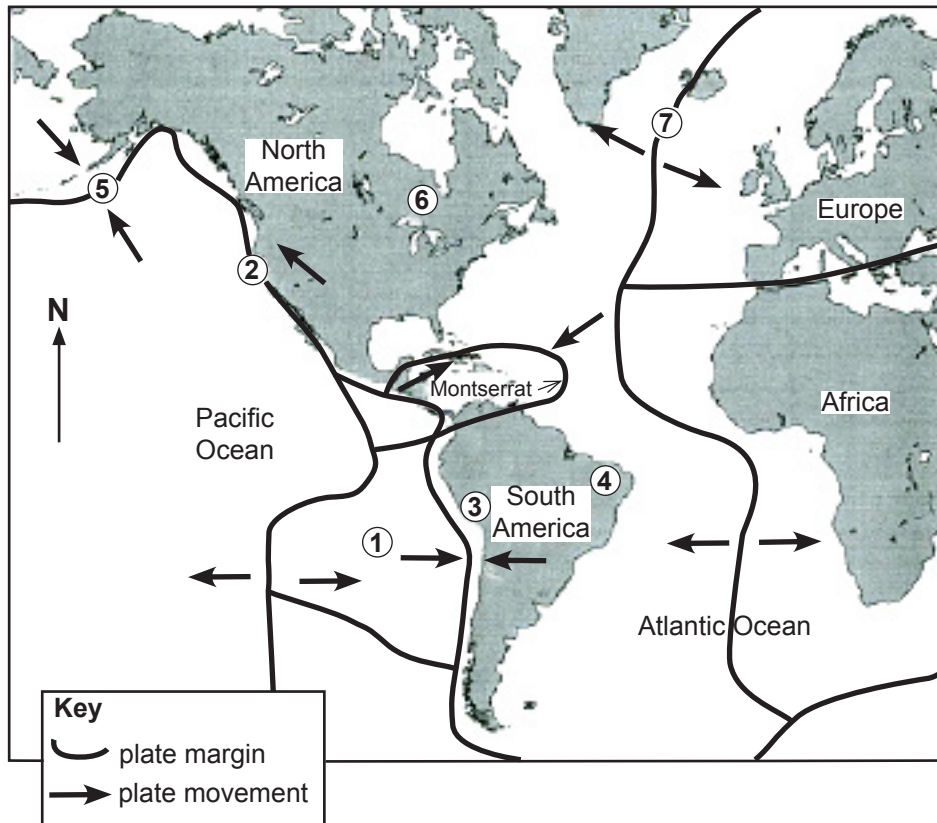 7
North
America
5
6
Europe
2
N
Montserrat
Africa
Pacific
Ocean
4
3
South
America
1
Atlantic Ocean
Key
plate margin
plate movement